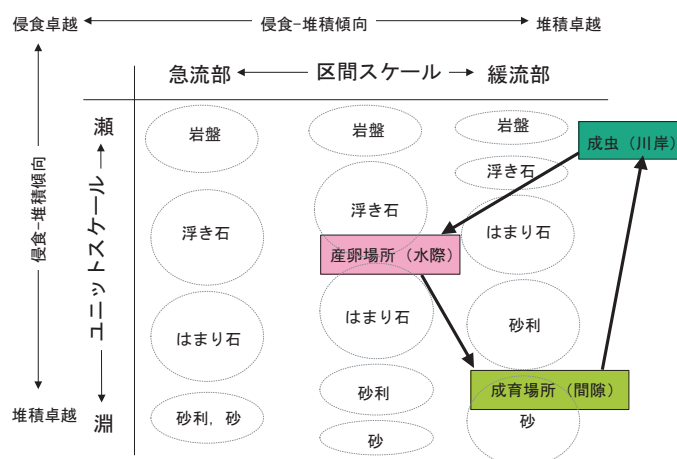 侵食卓越
侵食-堆積傾向
堆積卓越
急流部
区間スケール
緩流部
侵食-堆積傾向
ユニットスケール
瀬
淵
堆積卓越
岩盤
浮き石
はまり石
砂利，砂
岩盤
浮き石
産卵場所（水際）
はまり石
砂利
砂
岩盤
浮き石
はまり石
砂利
成育場所（間隙）
砂
成虫（川岸）